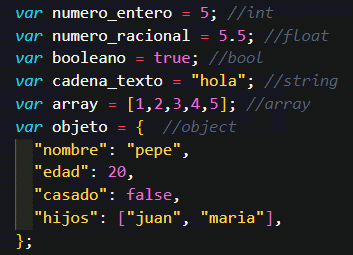 var numero_entero = 5; //int
var numero_racional = 5.5; //float
var booleano = true; //bool
var cadena_texto = "hola"; //string
var array = [1,2,3,4,5]; //array
var objeto = {  //object
  "nombre": "pepe",
  "edad": 20,
  "casado": false,
  "hijos": ["juan", "maria"],
};